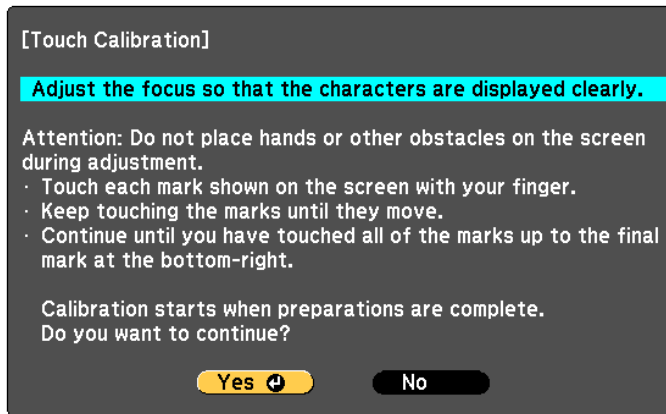 [Touch Calibration]
Adjust the focus so that the characters are displayed clearly.
Attention: Do not place hands or other obstacles on the screen
during adjustment.
· Touch each mark shown on the screen with your finger.
· Keep touching the marks until they move.
· Continue until you have touched all of the marks up to the final
mark at the bottom-right.
Calibration starts when preparations are complete.
Do you want to continue?
Yes No